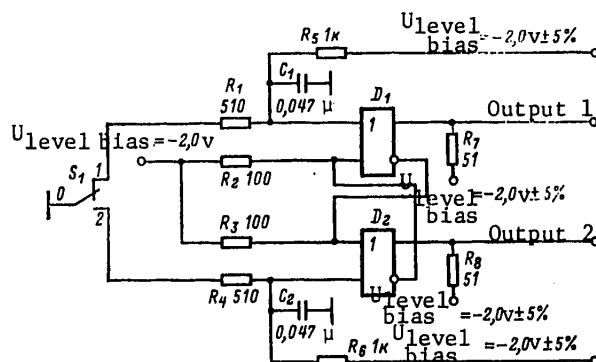 U level bias = -2,0v ± 5%
R5 1к
C1
0,047 µ
R1
510
D1
1
Output 1
R7
51
U level bias = -2,0v
S1
0
1
2
R2 100
U level bias = -2,0v ± 5%
R3 100
D2
1
Output 2
R8
51
R4 510
C2
0,047 µ
U level bias = -2,0v ± 5%
U level bias = -2,0v ± 5%
R6 1к